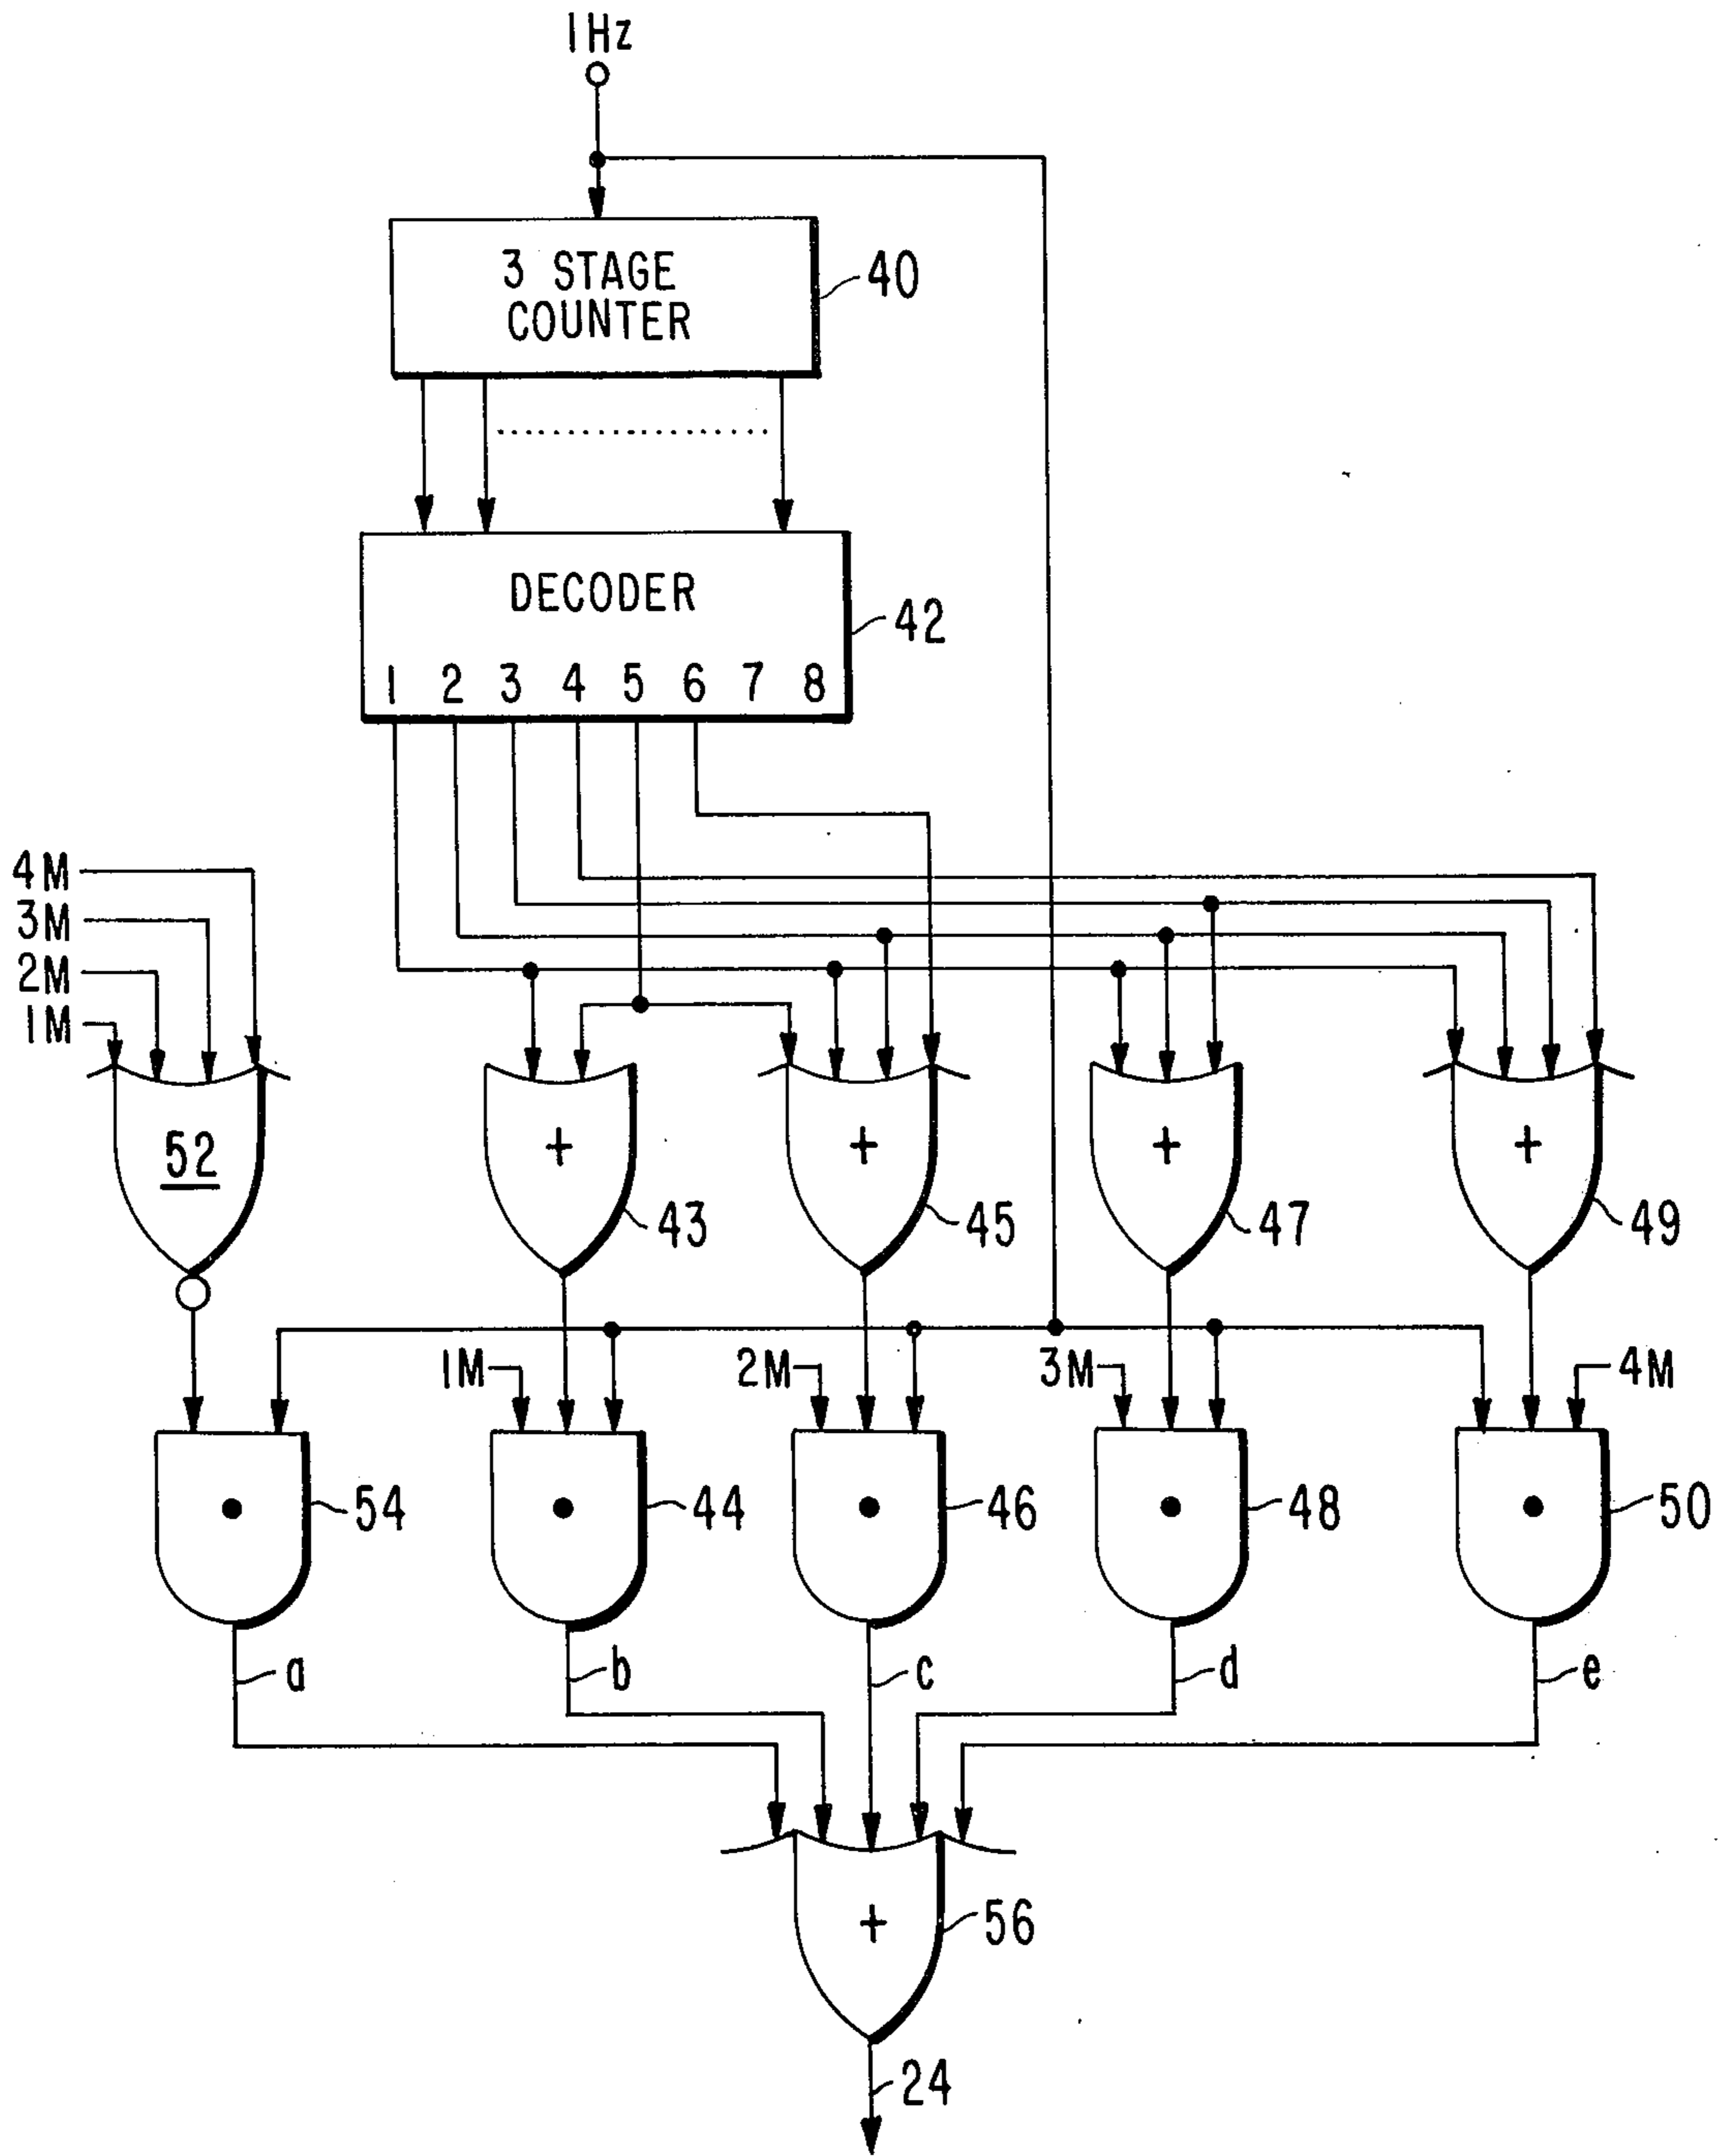 1Hz
3 STAGE
COUNTER
40
DECODER
42
1 2 3 4 5 6 7 8
4M
3M
2M
1M
52
+
+
+
+
43
45
47
49
1M
2M
3M
4M
54
44
46
48
50
a
b
c
d
e
+
56
24